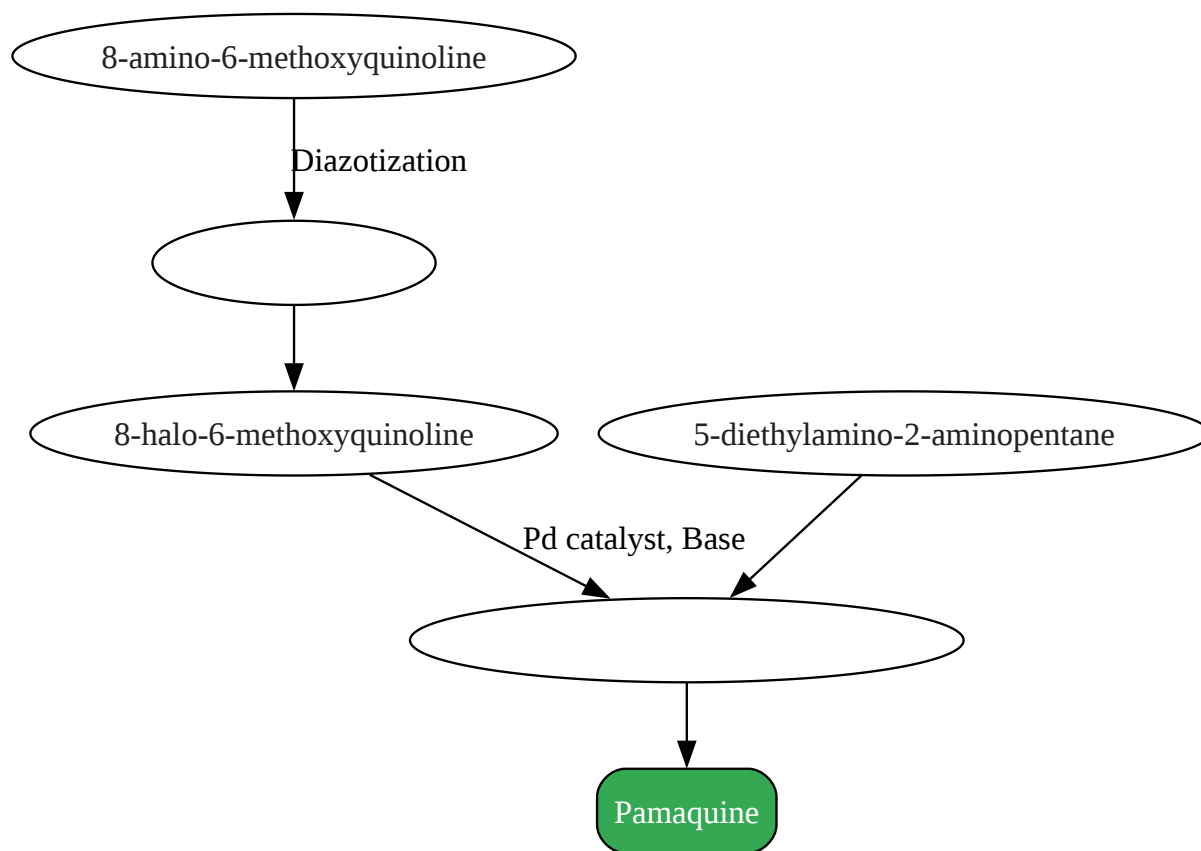 8-amino-6-methoxyquinoline
Diazotization
8-halo-6-methoxyquinoline
5-diethylamino-2-aminopentane
Pd catalyst, Base
Pamaquine